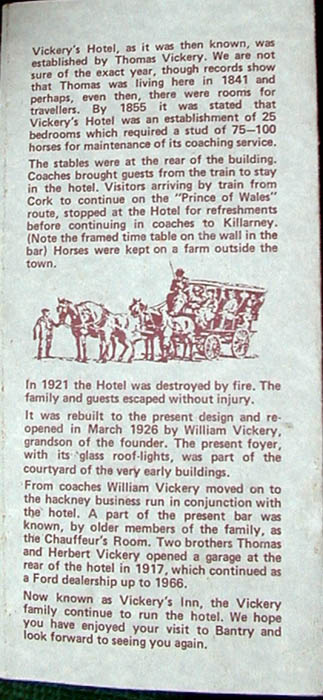 Vickery's Hotel, as it was then known, was
established by Thomas Vickery. We are not
sure of the exact year, though records show
that Thomas was living here in 1841 and
perhaps, even then, there were rooms for
travellers. By 1855 it was stated that
Vickery's Hotel was an establishment of 25
bedrooms which required a stud of 75—100
horses for maintenance of its coaching service.
The stables were at the rear of the building.
Coaches brought guests from the train to stay
in the hotel. Visitors arriving by train from
Cork to continue on the "Prince of Wales"
route, stopped at the Hotel for refreshments
before continuing in coaches to Killarney.
(Note the framed time table on the wall in the
bar) Horses were kept on a farm outside the
town.
In 1921 the Hotel was destroyed by fire. The
family and guests escaped without injury.
It was rebuilt to the present design and re-
opened in March 1926 by William Vickery,
grandson of the founder. The present foyer,
with its glass roof-lights, was part of the
courtyard of the very early buildings.
From coaches William Vickery moved on to
the hackney business run in conjunction with
the hotel. A part of the present bar was
known, by older members of the family, as
the Chauffeur's Room. Two brothers Thomas
and Herbert Vickery opened a garage at the
rear of the hotel in 1917, which continued as
a Ford dealership up to 1966.
Now known as Vickery's Inn, the Vickery
family continue to run the hotel. We hope
you have enjoyed your visit to Bantry and
look forward to seeing you again.